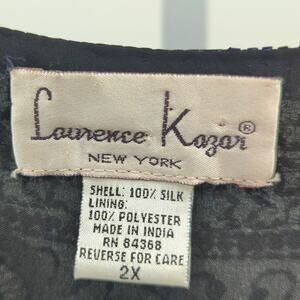 Laurence Kazar®
NEW YORK
SHELL: 100% SILK
LINING:
100% POLYESTER
MADE IN INDIA
RN 84368
REVERSE FOR CARE
2X